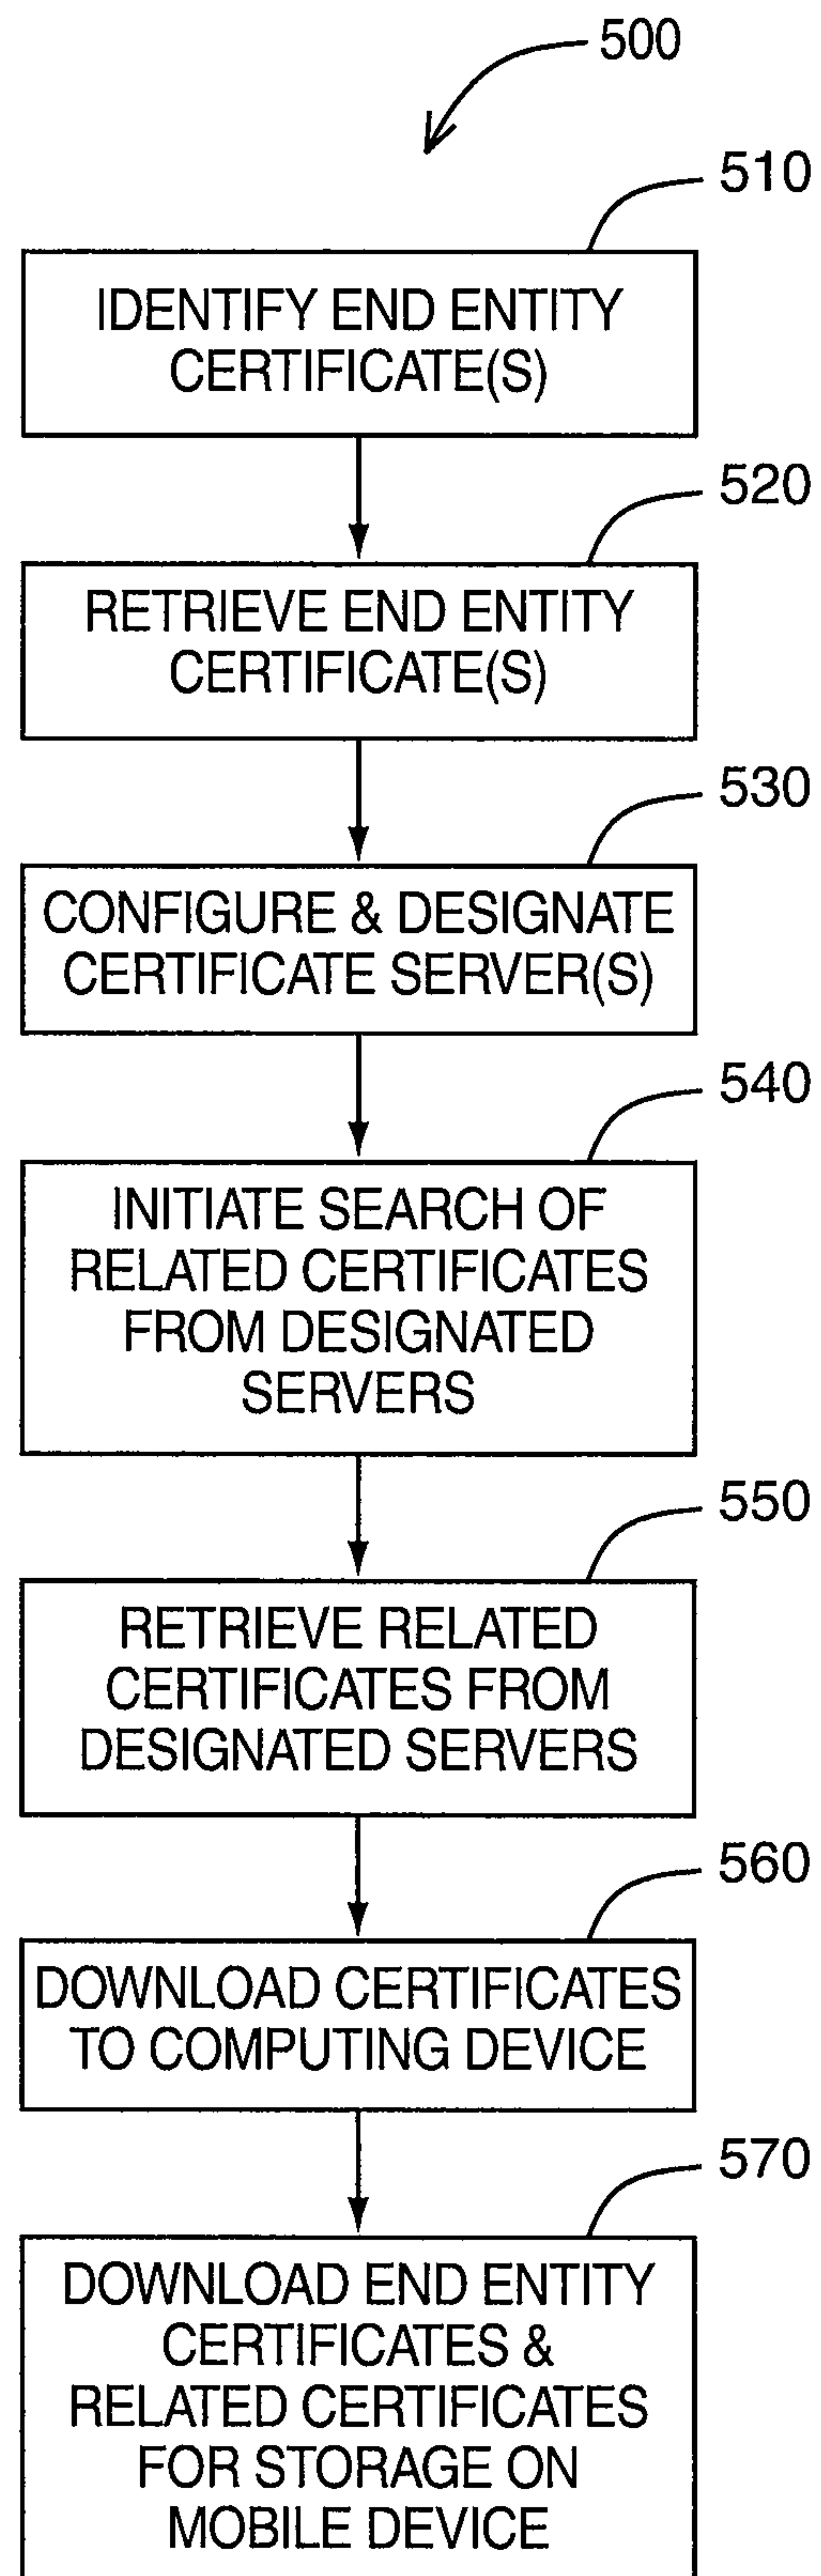 500
510
IDENTIFY END ENTITY
CERTIFICATE(S)
520
RETRIEVE END ENTITY
CERTIFICATE(S)
530
CONFIGURE & DESIGNATE
CERTIFICATE SERVER(S)
540
INITIATE SEARCH OF
RELATED CERTIFICATES
FROM DESIGNATED
SERVERS
550
RETRIEVE RELATED
CERTIFICATES FROM
DESIGNATED SERVERS
560
DOWNLOAD CERTIFICATES
TO COMPUTING DEVICE
570
DOWNLOAD END ENTITY
CERTIFICATES &
RELATED CERTIFICATES
FOR STORAGE ON
MOBILE DEVICE